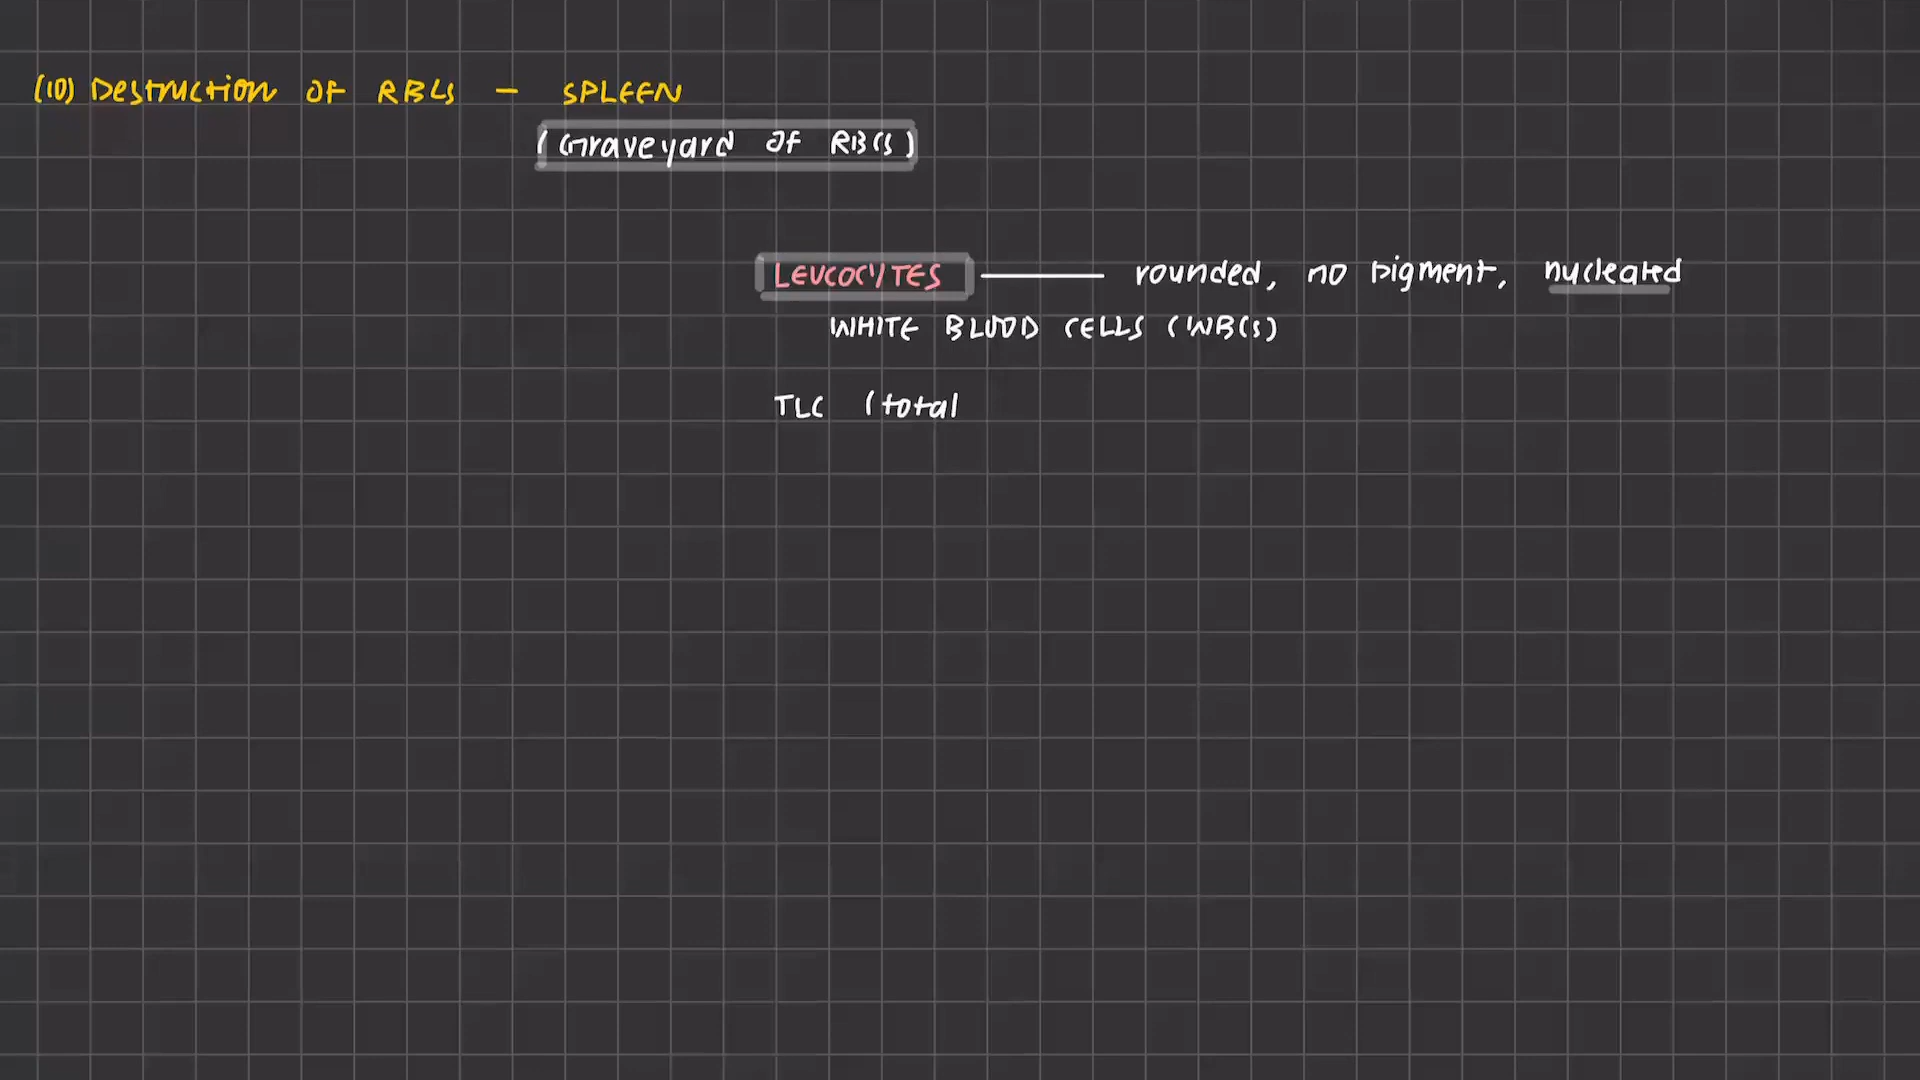 (10) Destruction OF RBCs - SPLEEN
(Graveyard OF RBCs)
LEUCOCYTES — rounded, no pigment, nucleated
WHITE BLOOD CELLS (WBCs)
TLC (total